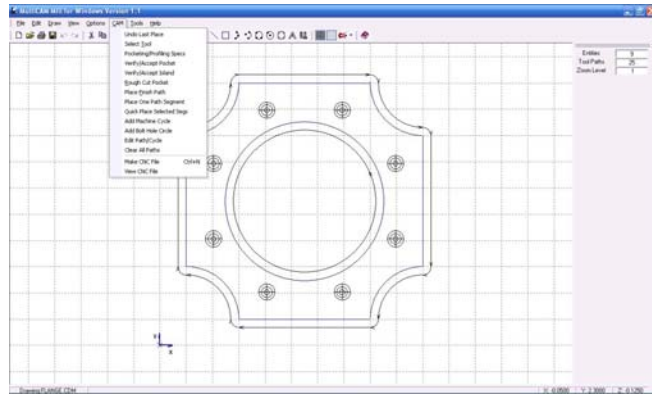 MultiCAM Mill for Windows Version 1.1
File Edit Draw View Options CAM Tools Help
Undo Last Place
Select Tool
Pocketing/Profiling Specs
Verify/Accept Pocket
Verify/Accept Island
Rough Cut Pocket
Place Finish Path
Place One Path Segment
Quick Place Selected Segs
Add Machine Cycle
Add Bolt Hole Circle
Edit Path/Cycle
Clear All Paths
Make CNC File Ctrl+N
View CNC File
Entities 9
Tool Paths 25
Zoom Level 1
Y
X
Drawing:FLANGE.CDM X: -0.0500 Y: 2.3000 Z: -0.1250